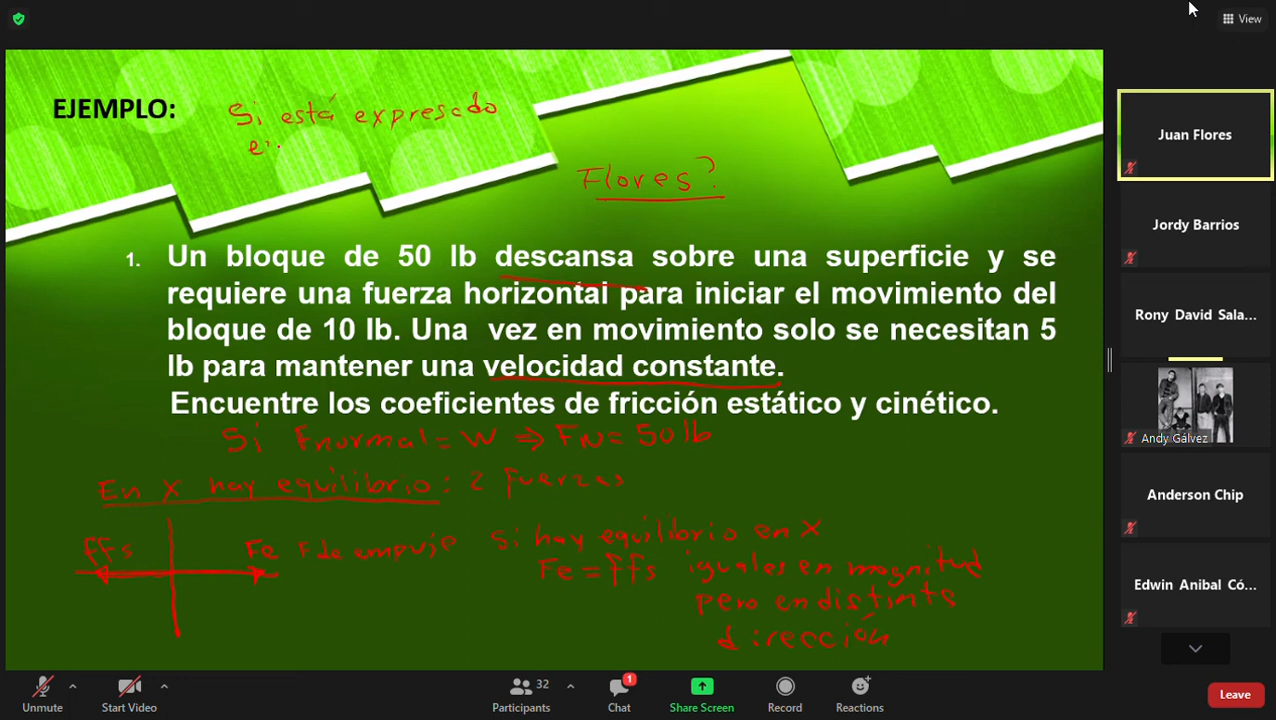 View
EJEMPLO:
Si está expresado
Flores?
1. Un bloque de 50 lb descansa sobre una superficie y se
requiere una fuerza horizontal para iniciar el movimiento del
bloque de 10 lb. Una vez en movimiento solo se necesitan 5
lb para mantener una velocidad constante.
Encuentre los coeficientes de fricción estático y cinético.
Si Fnormal = W ⇒ FN = 50 lb
En X hay equilibrio: 2 fuerzas
ffs
Fe F de empuje
Si hay equilibrio en X
Fe = ffs iguales en magnitud
pero en distinta
dirección
Juan Flores
Jordy Barrios
Rony David Sala...
Andy Gálvez
Anderson Chip
Edwin Anibal Có...
Unmute
Start Video
32
Participants
1
Chat
Share Screen
Record
Reactions
Leave